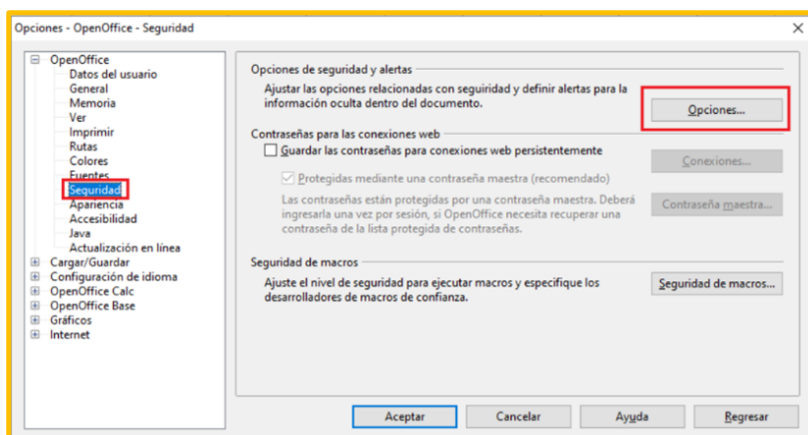 Opciones - OpenOffice - Seguridad
OpenOffice
Datos del usuario
General
Memoria
Ver
Imprimir
Rutas
Colores
Fuentes
Seguridad
Apariencia
Accesibilidad
Java
Actualización en línea
Cargar/Guardar
Configuración de idioma
OpenOffice Calc
OpenOffice Base
Gráficos
Internet
Opciones de seguridad y alertas
Ajustar las opciones relacionadas con seguiridad y definir alertas para la
información oculta dentro del documento.
Opciones...
Contraseñas para las conexiones web
Guardar las contraseñas para conexiones web persistentemente
Conexiones...
Protegidas mediante una contraseña maestra (recomendado)
Las contraseñas están protegidas por una contraseña maestra. Deberá
ingresarla una vez por sesión, si OpenOffice necesita recuperar una
contraseña de la lista protegida de contraseñas.
Contraseña maestra...
Seguridad de macros
Ajuste el nivel de seguridad para ejecutar macros y especifique los
desarrolladores de macros de confianza.
Seguridad de macros...
Aceptar
Cancelar
Ayuda
Regresar